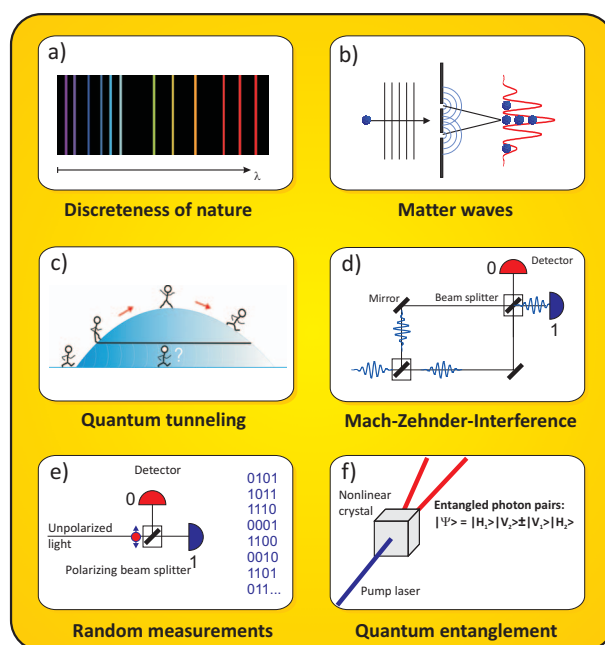 a)
λ
Discreteness of nature
b)
Matter waves
c)
?
Quantum tunneling
d)
0
Detector
Mirror
Beam splitter
1
Mach-Zehnder-Interference
e)
Detector
0
Unpolarized
light
1
Polarizing beam splitter
0101
1011
1110
0001
1100
0010
1101
011...
Random measurements
f)
Nonlinear
crystal
Entangled photon pairs:
|Ψ> = |H₁>|V₂>±|V₁>|H₂>
Pump laser
Quantum entanglement